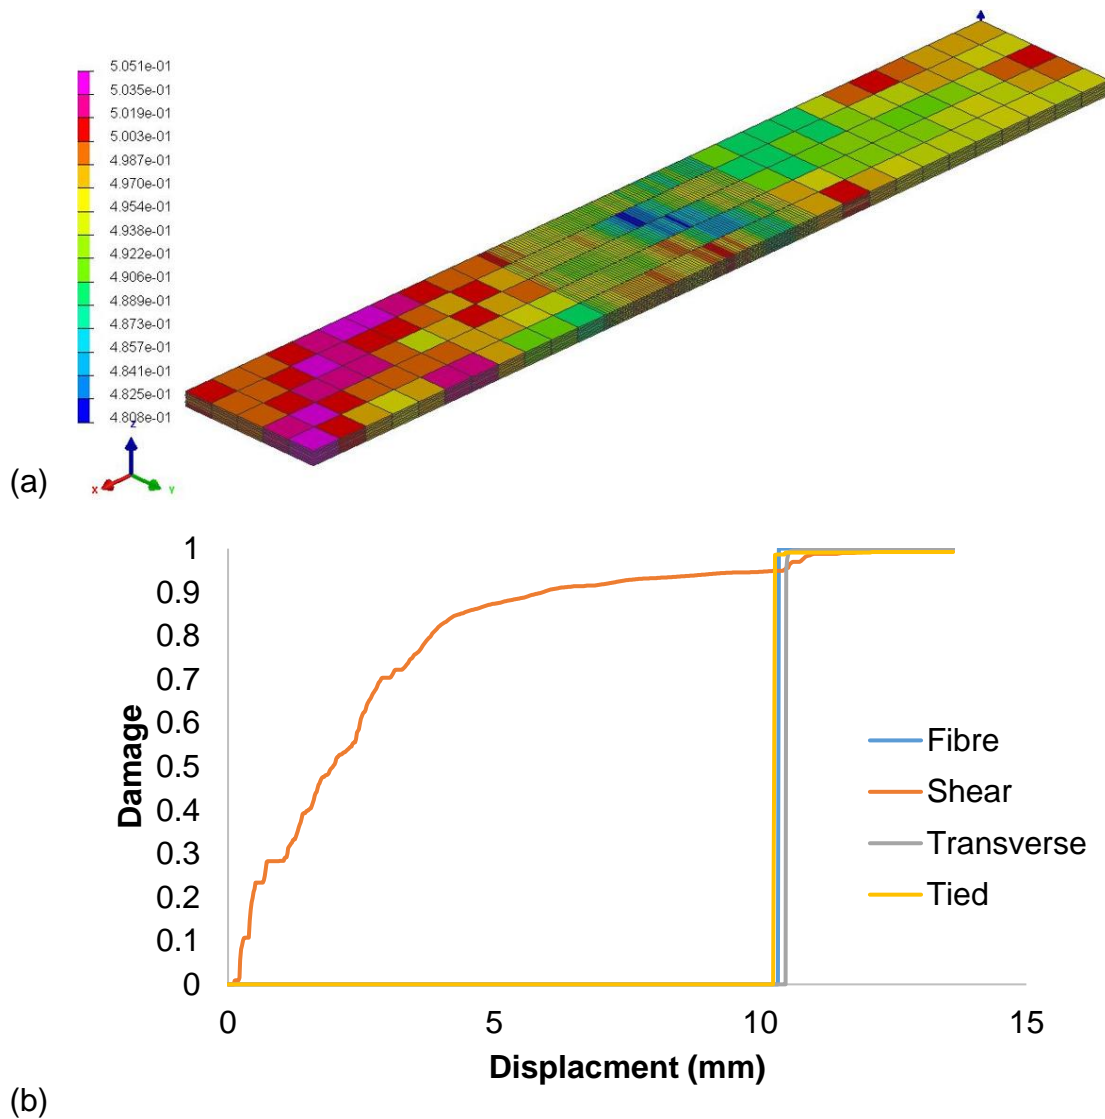 5.051e-01
5.035e-01
5.019e-01
5.003e-01
4.987e-01
4.970e-01
4.954e-01
4.938e-01
4.922e-01
4.906e-01
4.889e-01
4.873e-01
4.857e-01
4.841e-01
4.825e-01
4.808e-01
z
x
y
(a)
1
0.9
0.8
0.7
0.6
0.5
0.4
0.3
0.2
0.1
0
Damage
Fibre
Shear
Transverse
Tied
0 5 10 15
Displacment (mm)
(b)